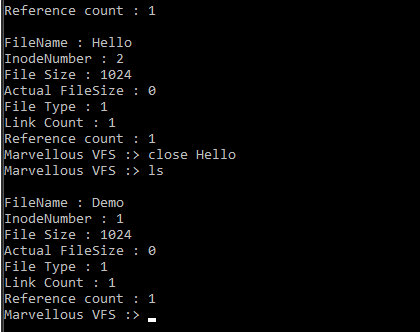 Reference count : 1
FileName : Hello
InodeNumber : 2
File Size : 1024
Actual FileSize : 0
File Type : 1
Link Count : 1
Reference count : 1
Marvellous VFS :> close Hello
Marvellous VFS :> ls
FileName : Demo
InodeNumber : 1
File Size : 1024
Actual FileSize : 0
File Type : 1
Link Count : 1
Reference count : 1
Marvellous VFS :> _